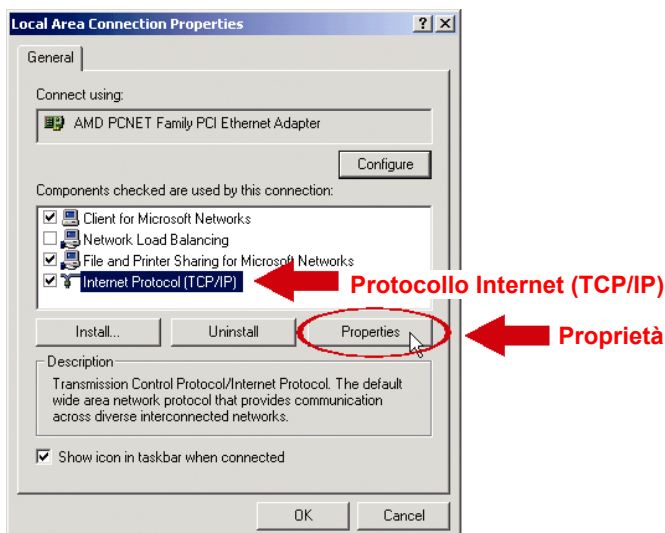 Local Area Connection Properties
General
Connect using:
AMD PCNET Family PCI Ethernet Adapter
Configure
Components checked are used by this connection:
Client for Microsoft Networks
Network Load Balancing
File and Printer Sharing for Microsoft Networks
Internet Protocol (TCP/IP)
Protocollo Internet (TCP/IP)
Install... Uninstall Properties
Proprietà
Description
Transmission Control Protocol/Internet Protocol. The default
wide area network protocol that provides communication
across diverse interconnected networks.
Show icon in taskbar when connected
OK Cancel